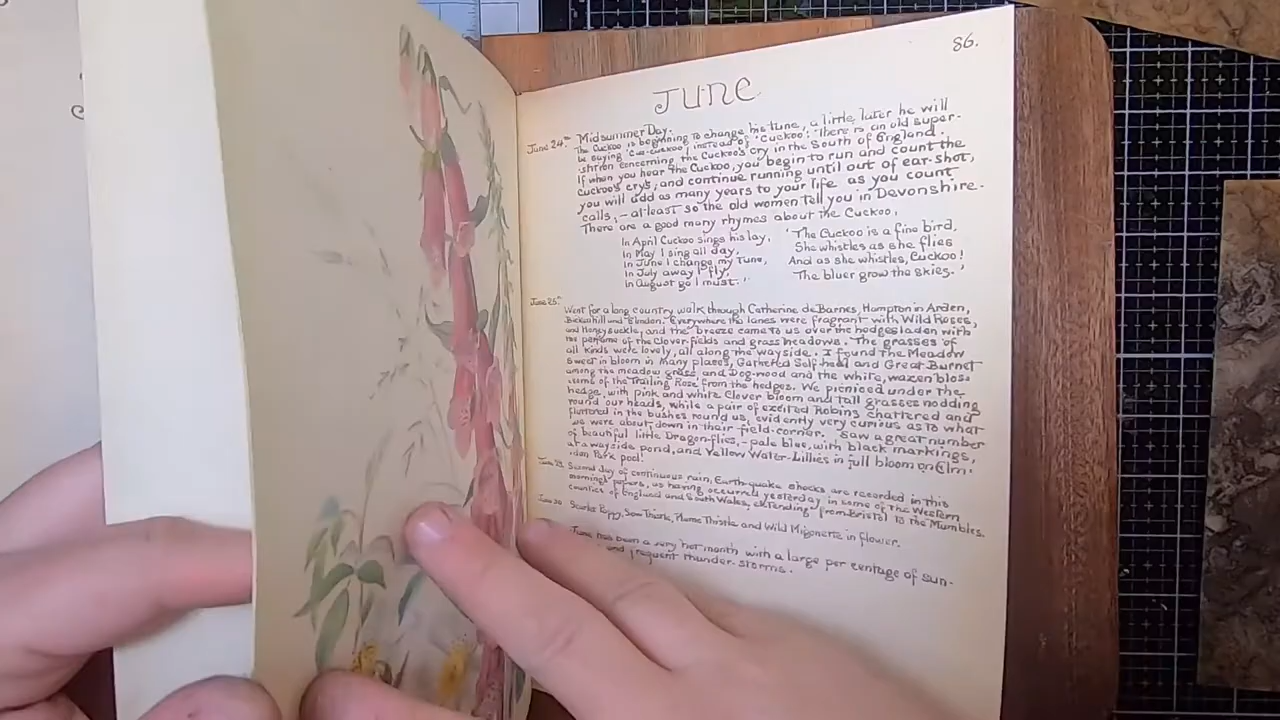 86.
JUNE
June 24th Midsummer Day.
The Cuckoo is beginning to change his tune, a little later he will
be saying "Cuc-cuckoo", instead of 'Cuckoo'. There is an old super-
-stition concerning the Cuckoo's Cry in the South of England.
If when you hear the Cuckoo, you begin to run and count the
Cuckoo's crys, and continue running until out of ear-shot,
you will add as many years to your life as you count
calls, – at least so the old women tell you in Devonshire.
There are a good many rhymes about the Cuckoo,
In April Cuckoo sings his lay,
In May I sing all day,
In June I change my tune,
In July away I fly,
In August go I must."
'The Cuckoo is a fine bird,
She whistles as she flies
And as she whistles, Cuckoo!
The bluer grow the skies.'
June 25th
Went for a long country walk through Catherine de Barnes, Hampton in Arden,
Bickenhill and Elmdon. Everywhere the lanes were fragrant with Wild Roses,
and Honeysuckle, and the breeze came to us over the hedges laden with
the perfume of the Clover-fields and grass meadows. The grasses of
all kinds were lovely, all along the wayside. I found the Meadow
Sweet in bloom in many places, Gathered Self-heal and Great Burnet
among the meadow grass, and Dog-wood and the white, waxen blos-
-soms of the Trailing Rose from the hedges. We picniced under the
hedge, with pink and white Clover bloom and tall grasses nodding
round our heads, while a pair of excited Robins chattered and
fluttered in the bushes round us, evidently very curious as to what
we were about down in their field-corner. Saw a great number
of beautiful little Dragon-flies, – pale blue, with black markings,
at a wayside pond, and Yellow Water-Lillies in full bloom on Elm-
-don Park pool!
Second day of continuous rain, Earth-quake shocks are recorded in this
morning's papers, as having occurred yesterday in some of the Western
counties of England and South Wales, extending from Bristol to the Mumbles.
June 30 Scarlet Poppy, Sow Thistle, Plume Thistle and Wild Mignonette in flower.
June has been a very hot month with a large per centage of sun-
and frequent thunder-storms.